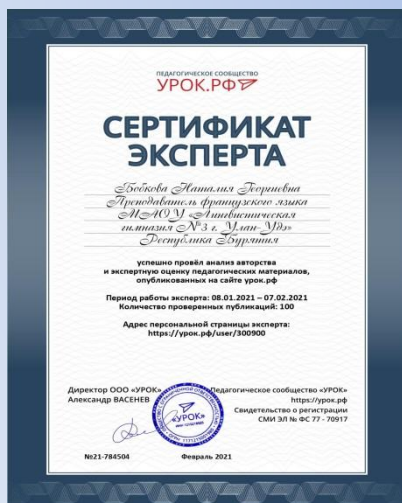 ПЕДАГОГИЧЕСКОЕ СООБЩЕСТВО
УРОК.РФ
СЕРТИФИКАТ
ЭКСПЕРТА
Бобкова Наталия Георгиевна
Преподаватель французского языка
МАОУ «Лингвистическая
гимназия №3 г. Улан-Удэ»
Республика Бурятия
успешно провёл анализ авторства
и экспертную оценку педагогических материалов,
опубликованных на сайте урок.рф
Период работы эксперта: 08.01.2021 – 07.02.2021
Количество проверенных публикаций: 100
Адрес персональной страницы эксперта:
https://урок.рф/user/300900
Директор ООО «УРОК»
Александр ВАСЕНЕВ
Педагогическое сообщество «УРОК»
https://урок.рф
Свидетельство о регистрации
СМИ ЭЛ № ФС 77 - 70917
«УРОК»
№21-784504
Февраль 2021